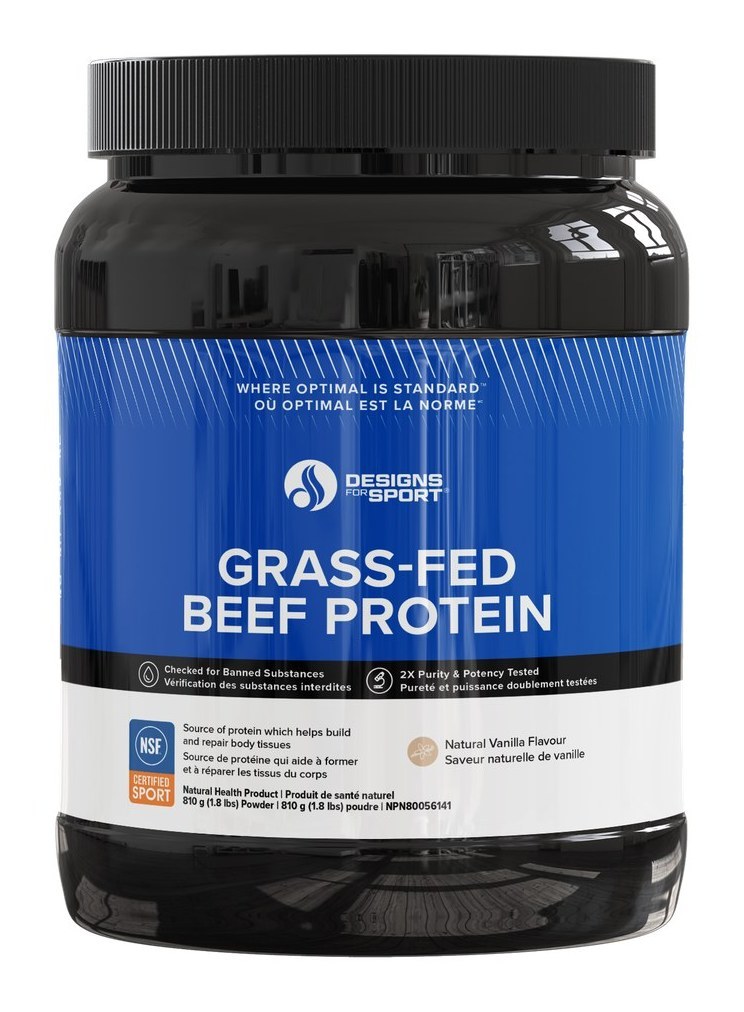 WHERE OPTIMAL IS STANDARD™
OÙ OPTIMAL EST LA NORME™
DESIGNS
FOR SPORT®
GRASS-FED
BEEF PROTEIN
Checked for Banned Substances
Vérification des substances interdites
2X Purity & Potency Tested
Pureté et puissance doublement testées
NSF
CERTIFIED
SPORT
Source of protein which helps build
and repair body tissues
Source de protéine qui aide à former
et à réparer les tissus du corps
Natural Health Product | Produit de santé naturel
810 g (1.8 lbs) Powder | 810 g (1.8 lbs) poudre | NPN80056141
Natural Vanilla Flavour
Saveur naturelle de vanille